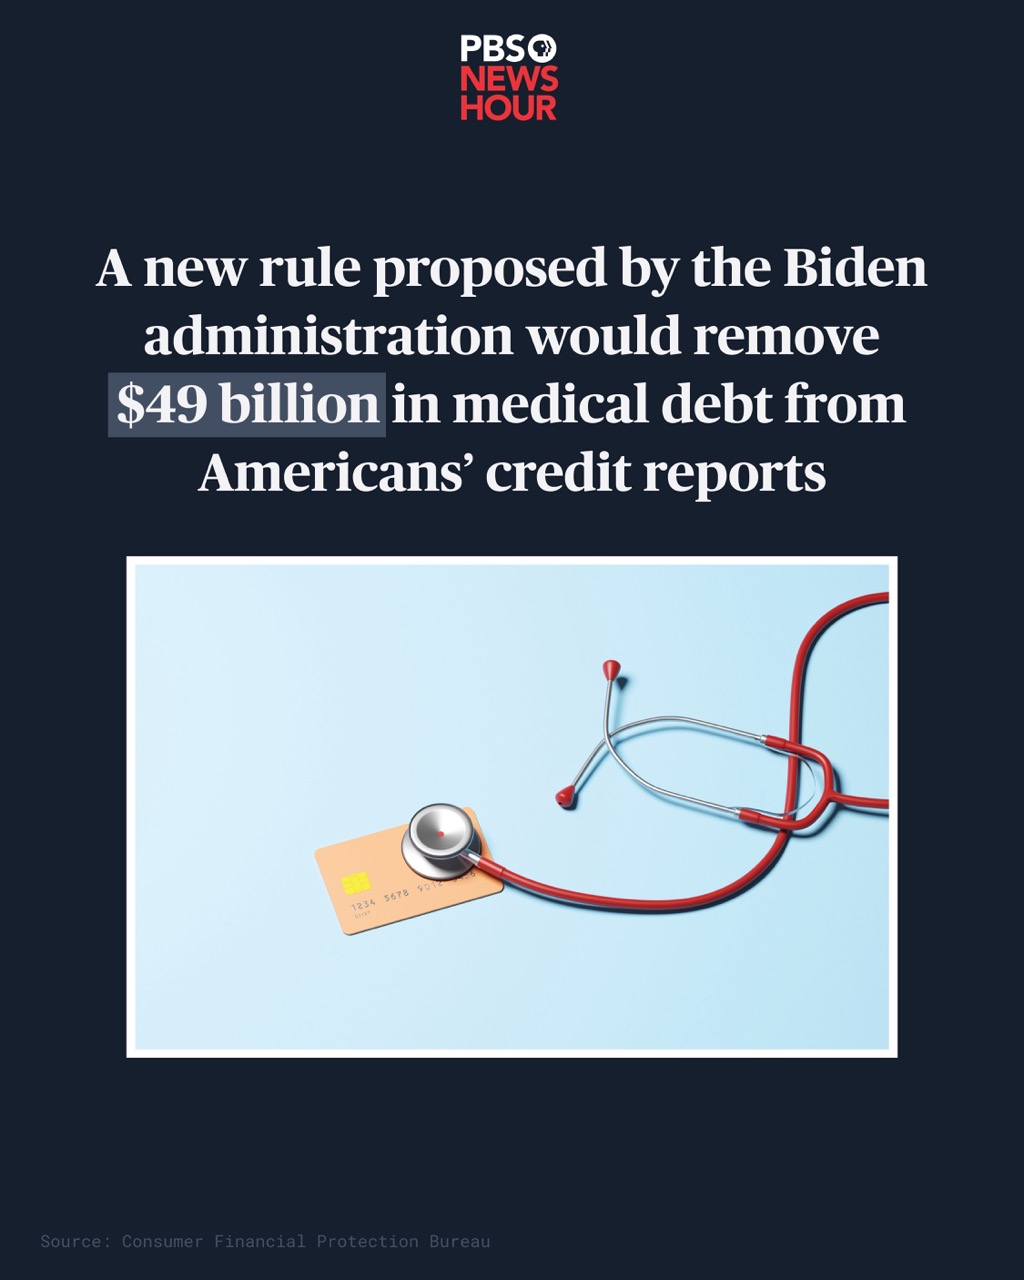 PBS
NEWS
HOUR
A new rule proposed by the Biden
administration would remove
$49 billion in medical debt from
Americans’ credit reports
1234 5678 9012
Source: Consumer Financial Protection Bureau